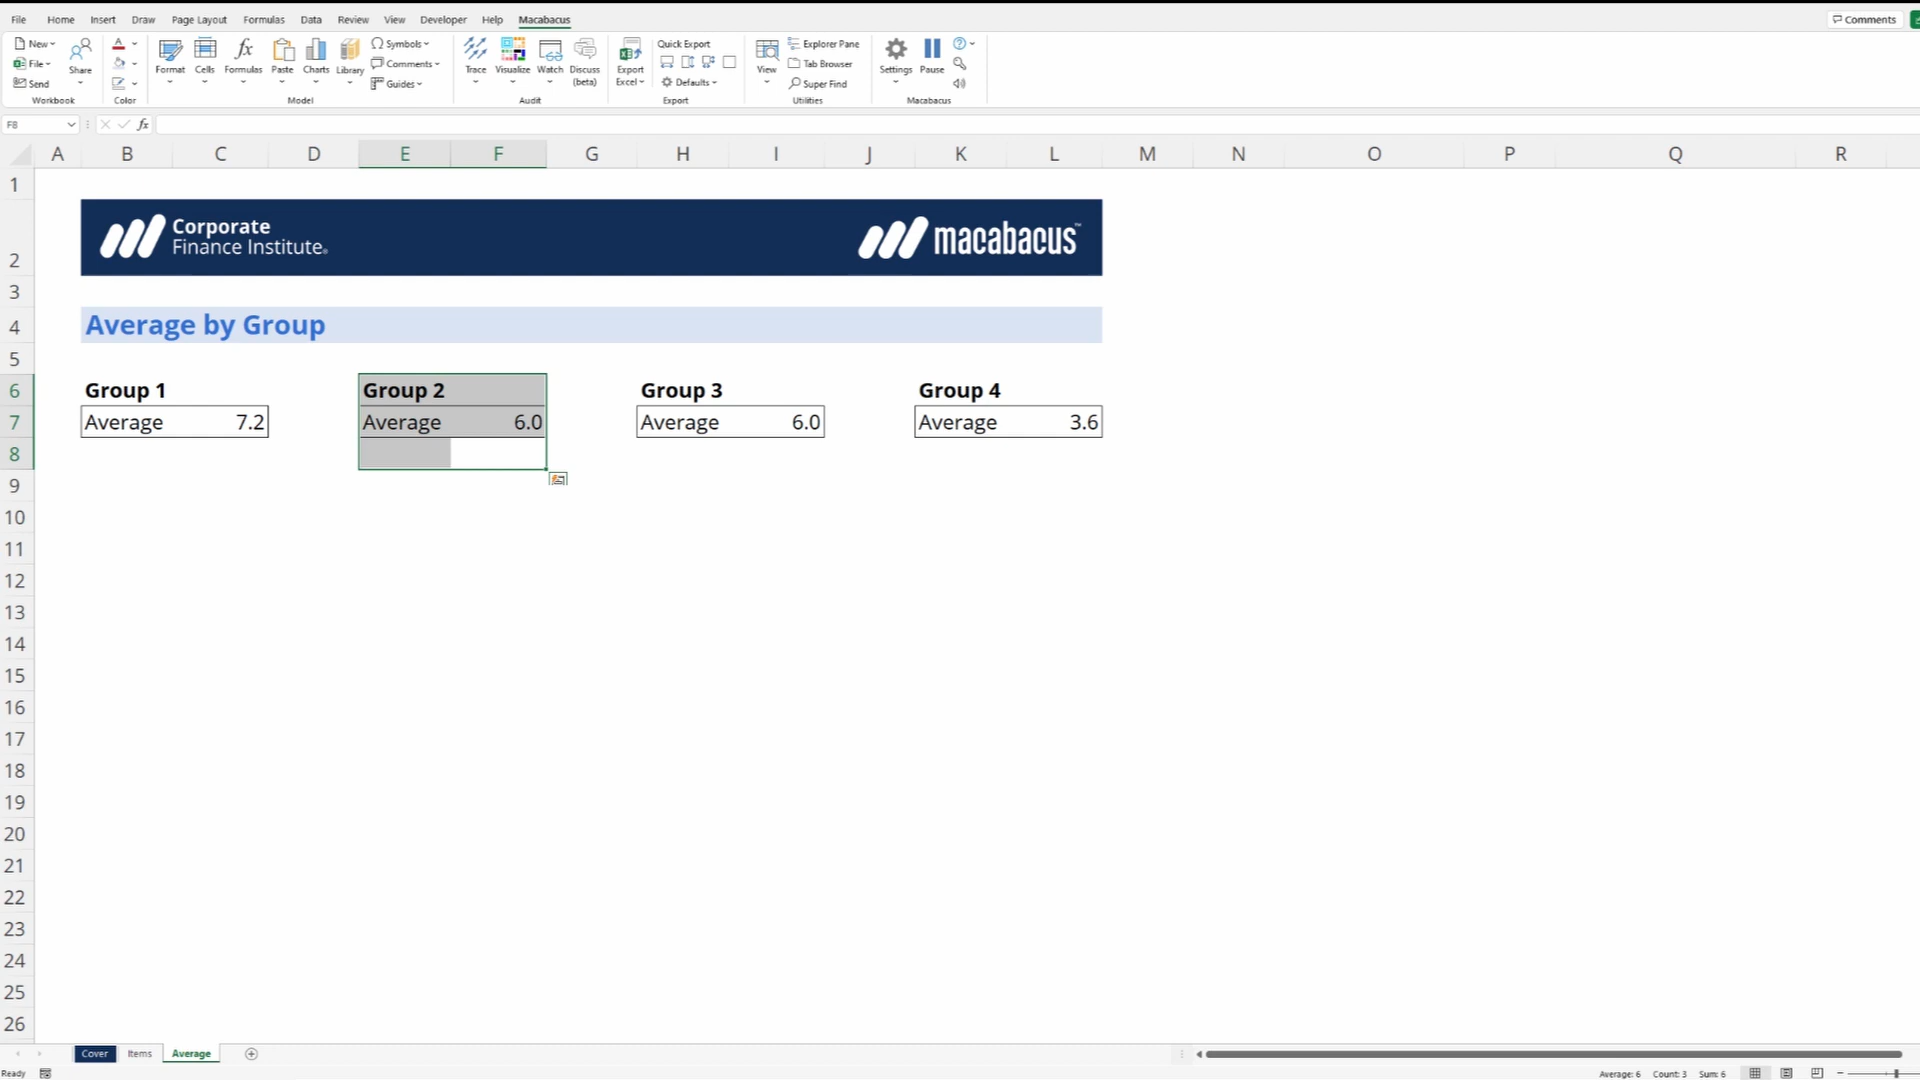 File Home Insert Draw Page Layout Formulas Data Review View Developer Help Macabacus Comments
New File Send Share Workbook
A Color
Format Cells fx Formulas Paste Charts Library Symbols Comments Guides Model
Trace Visualize Watch Discuss (beta) Audit
Export Excel Quick Export Defaults Export
View Explorer Pane Tab Browser Super Find Utilities
Settings Pause ? Macabacus
F8 fx
A B C D E F G H I J K L M N O P Q R
1
Corporate
Finance Institute®
macabacus™
2
3
4 Average by Group
5
6 Group 1 Group 2 Group 3 Group 4
7 Average 7.2 Average 6.0 Average 6.0 Average 3.6
8
9
10
11
12
13
14
15
16
17
18
19
20
21
22
23
24
25
26
Cover Items Average
Ready Average: 6 Count: 3 Sum: 6